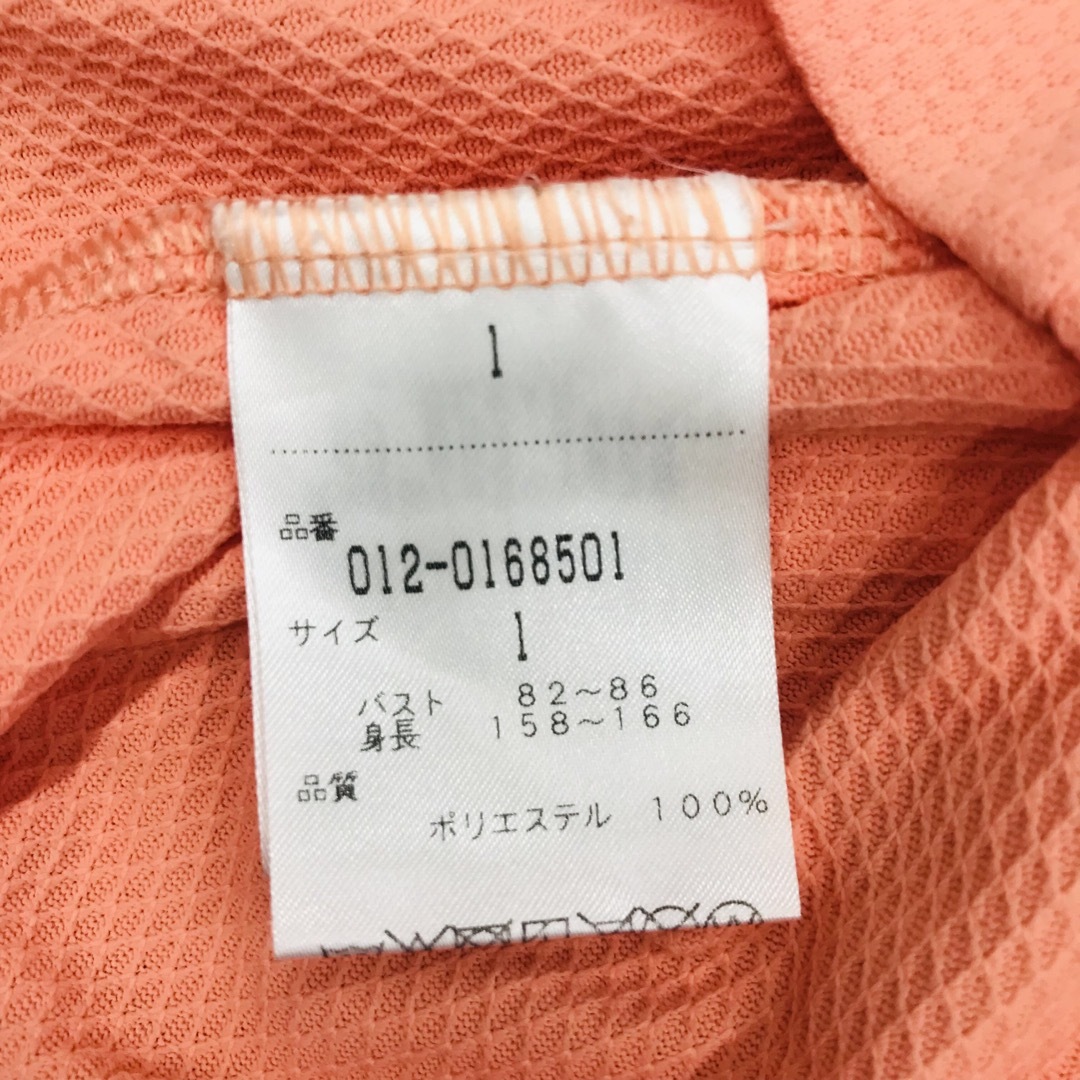 1
品番
012-0168501
サイズ 1
バスト 82～86
身長 158～166
品質
ポリエステル 100%